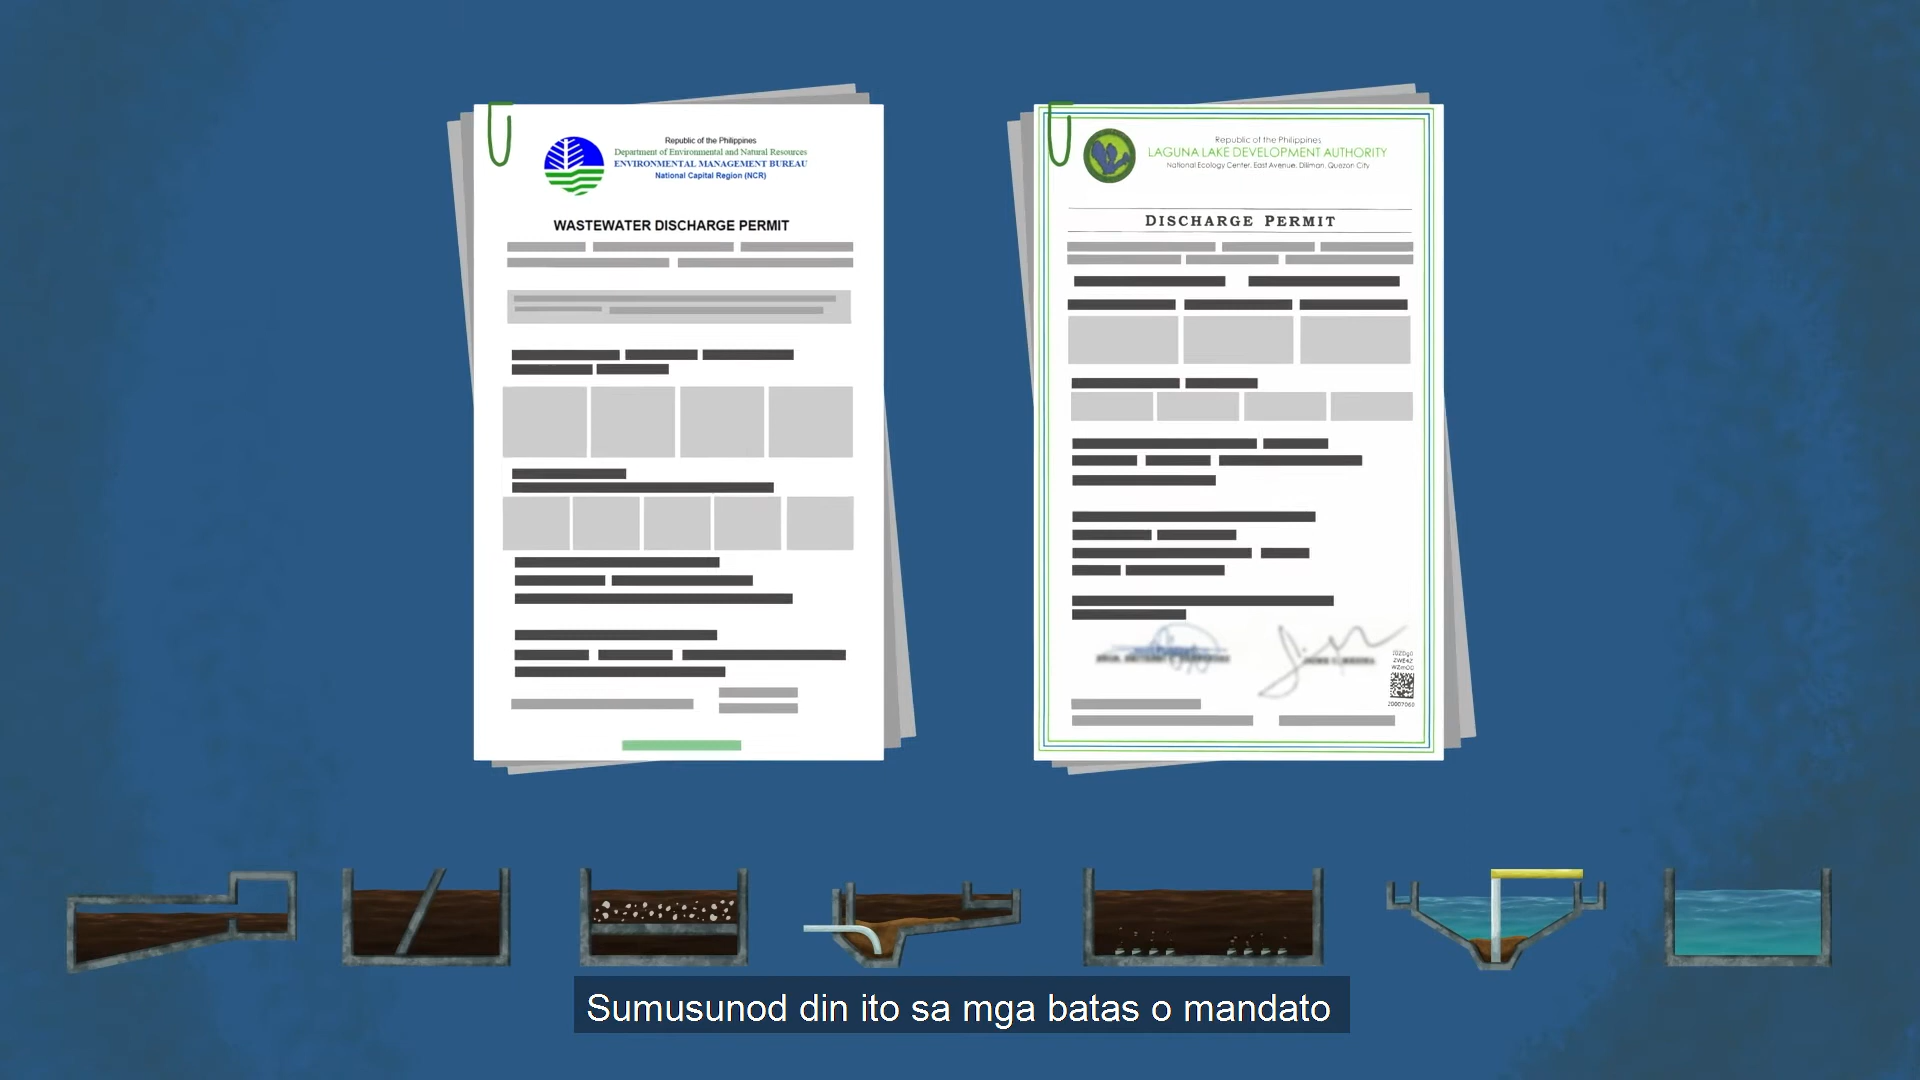 Republic of the Philippines
Department of Environmental and Natural Resources
ENVIRONMENTAL MANAGEMENT BUREAU
National Capital Region (NCR)
WASTEWATER DISCHARGE PERMIT
Republic of the Philippines
LAGUNA LAKE DEVELOPMENT AUTHORITY
National Ecology Center, East Avenue, Diliman, Quezon City
DISCHARGE PERMIT
Sumusunod din ito sa mga batas o mandato